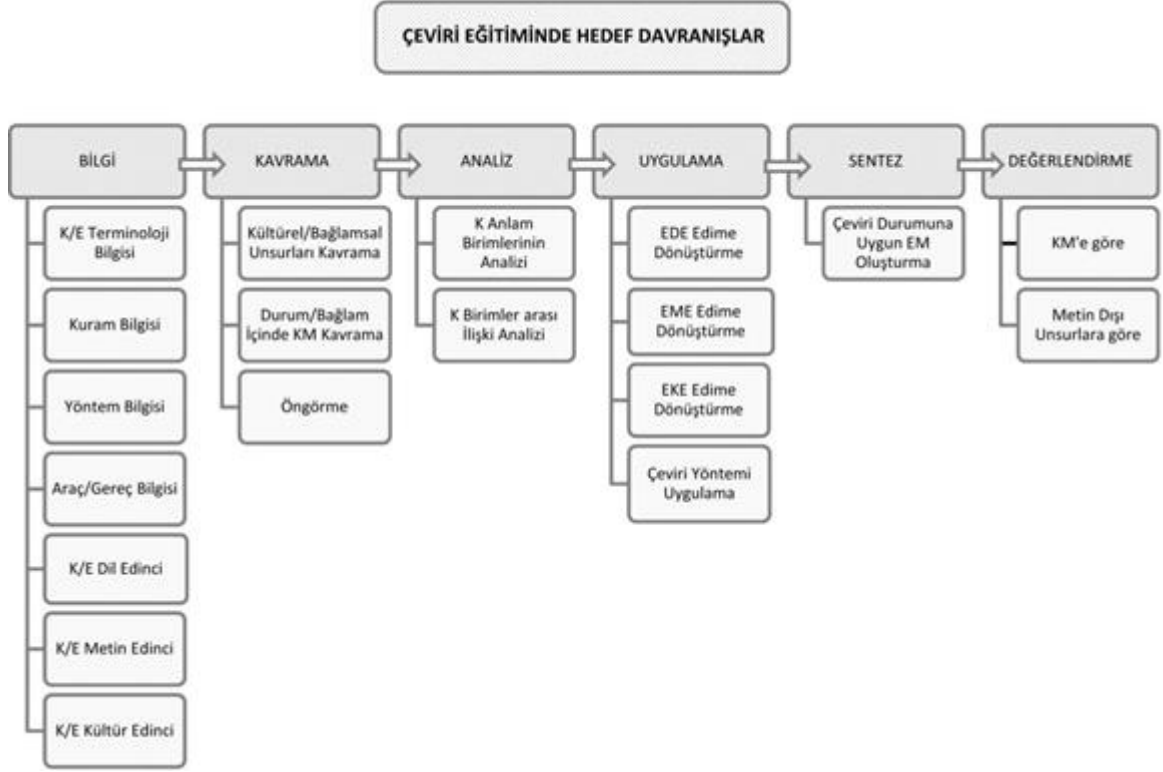 ÇEVİRİ EĞİTİMİNDE HEDEF DAVRANIŞLAR
BİLGİ
K/E Terminoloji
Bilgisi
Kuram Bilgisi
Yöntem Bilgisi
Araç/Gereç Bilgisi
K/E Dil Edinci
K/E Metin Edinci
K/E Kültür Edinci
KAVRAMA
Kültürel/Bağlamsal
Unsurları Kavrama
Durum/Bağlam
İçinde KM Kavrama
Öngörme
ANALİZ
K Anlam
Birimlerinin
Analizi
K Birimler arası
İlişki Analizi
UYGULAMA
EDE Edime
Dönüştürme
EME Edime
Dönüştürme
EKE Edime
Dönüştürme
Çeviri Yöntemi
Uygulama
SENTEZ
Çeviri Durumuna
Uygun EM
Oluşturma
DEĞERLENDİRME
KM'e göre
Metin Dışı
Unsurlara göre